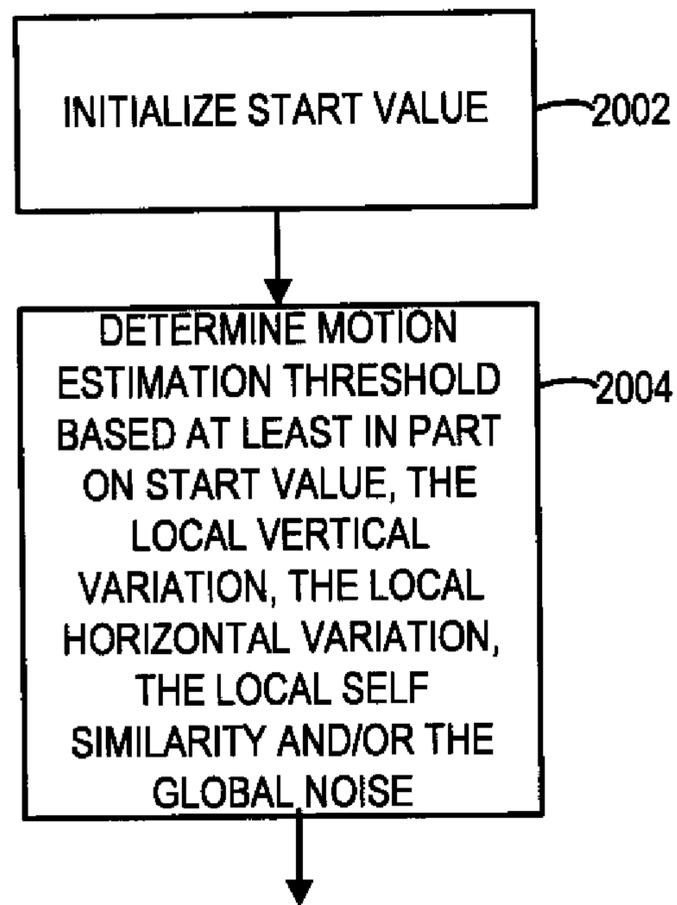 INITIALIZE START VALUE
2002
DETERMINE MOTION
ESTIMATION THRESHOLD
2004
BASED AT LEAST IN PART
ON START VALUE, THE
LOCAL VERTICAL
VARIATION, THE LOCAL
HORIZONTAL VARIATION,
THE LOCAL SELF
SIMILARITY AND/OR THE
GLOBAL NOISE